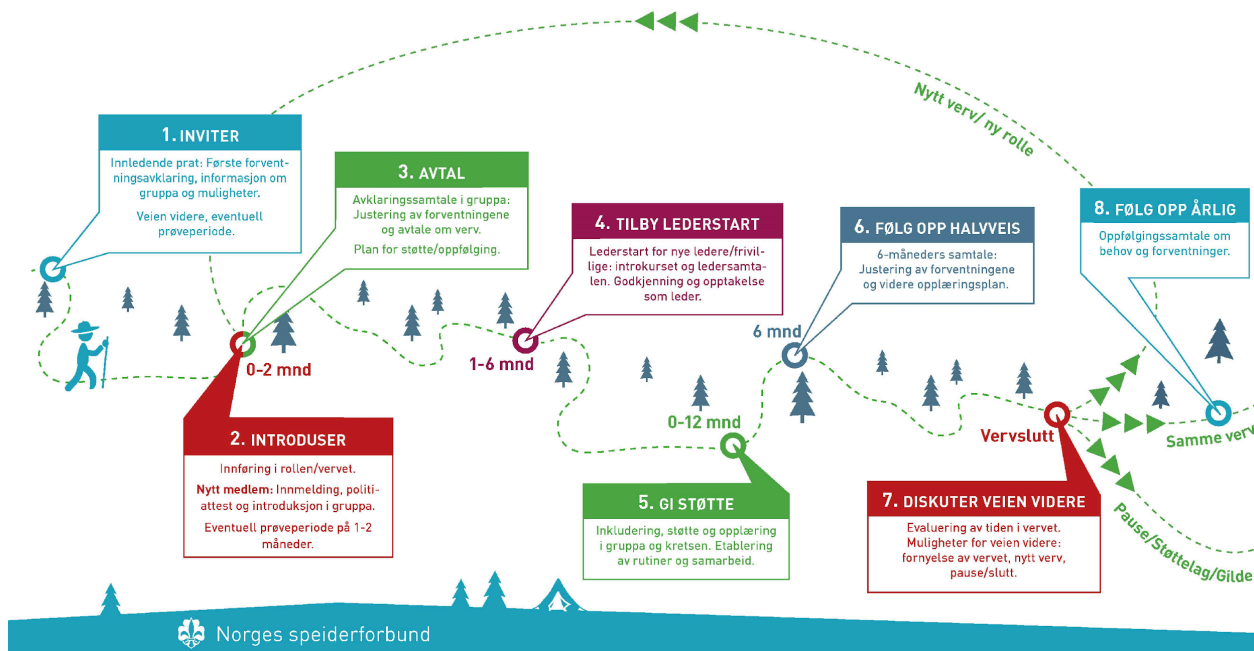 Nytt verv/ ny rolle
1. INVITER
Innledende prat: Første forvent-
ningsavklaring, informasjon om
gruppa og muligheter.
Veien videre, eventuell
prøveperiode.
3. AVTAL
Avklaringssamtale i gruppa:
Justering av forventningene
og avtale om verv.
Plan for støtte/oppfølging.
4. TILBY LEDERSTART
Lederstart for nye ledere/frivil-
lige: introkurset og ledersamta-
len. Godkjenning og opptakelse
som leder.
6. FØLG OPP HALVVEIS
6-måneders samtale:
Justering av forventningene
og videre opplæringsplan.
8. FØLG OPP ÅRLIG
Oppfølgingssamtale om
behov og forventninger.
0-2 mnd
1-6 mnd
6 mnd
0-12 mnd
Vervslutt
Samme verv
Pause/Støttelag/Gilde
2. INTRODUSER
Innføring i rollen/vervet.
Nytt medlem: Innmelding, politi-
attest og introduksjon i gruppa.
Eventuell prøveperiode på 1-2
måneder.
5. GI STØTTE
Inkludering, støtte og opplæring
i gruppa og kretsen. Etablering
av rutiner og samarbeid.
7. DISKUTER VEIEN VIDERE
Evaluering av tiden i vervet.
Muligheter for veien videre:
fornyelse av vervet, nytt verv,
pause/slutt.
Norges speiderforbund